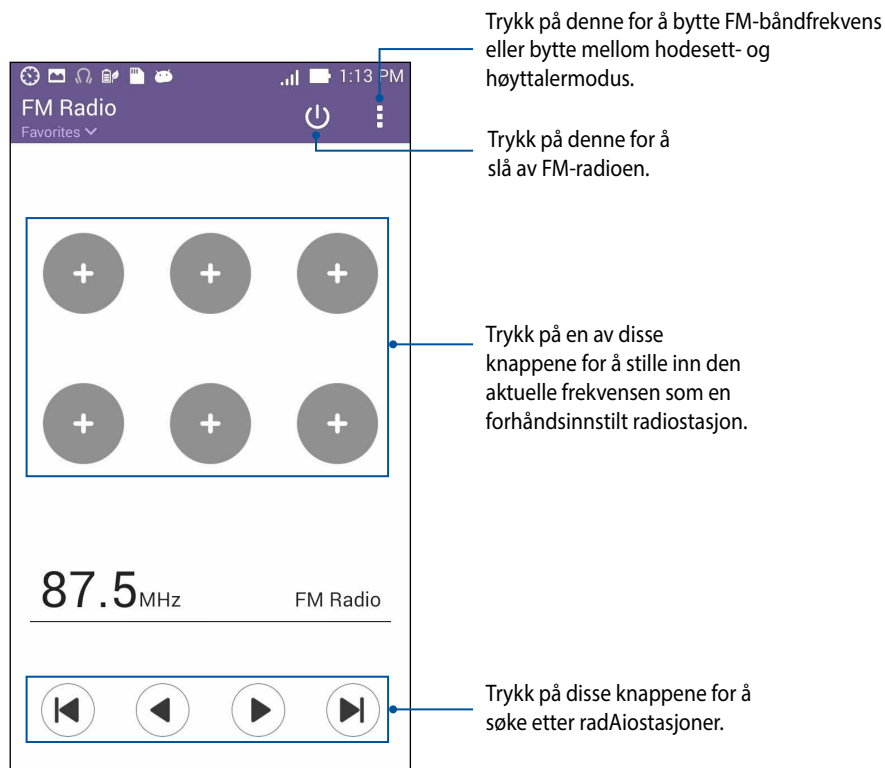 Trykk på denne for å bytte FM-båndfrekvens
eller bytte mellom hodesett- og
høyttalermodus.
1:13 PM
FM Radio
Favorites
Trykk på denne for å
slå av FM-radioen.
Trykk på en av disse
knappene for å stille inn den
aktuelle frekvensen som en
forhåndsinnstilt radiostasjon.
87.5MHz FM Radio
Trykk på disse knappene for å
søke etter radAiostasjoner.